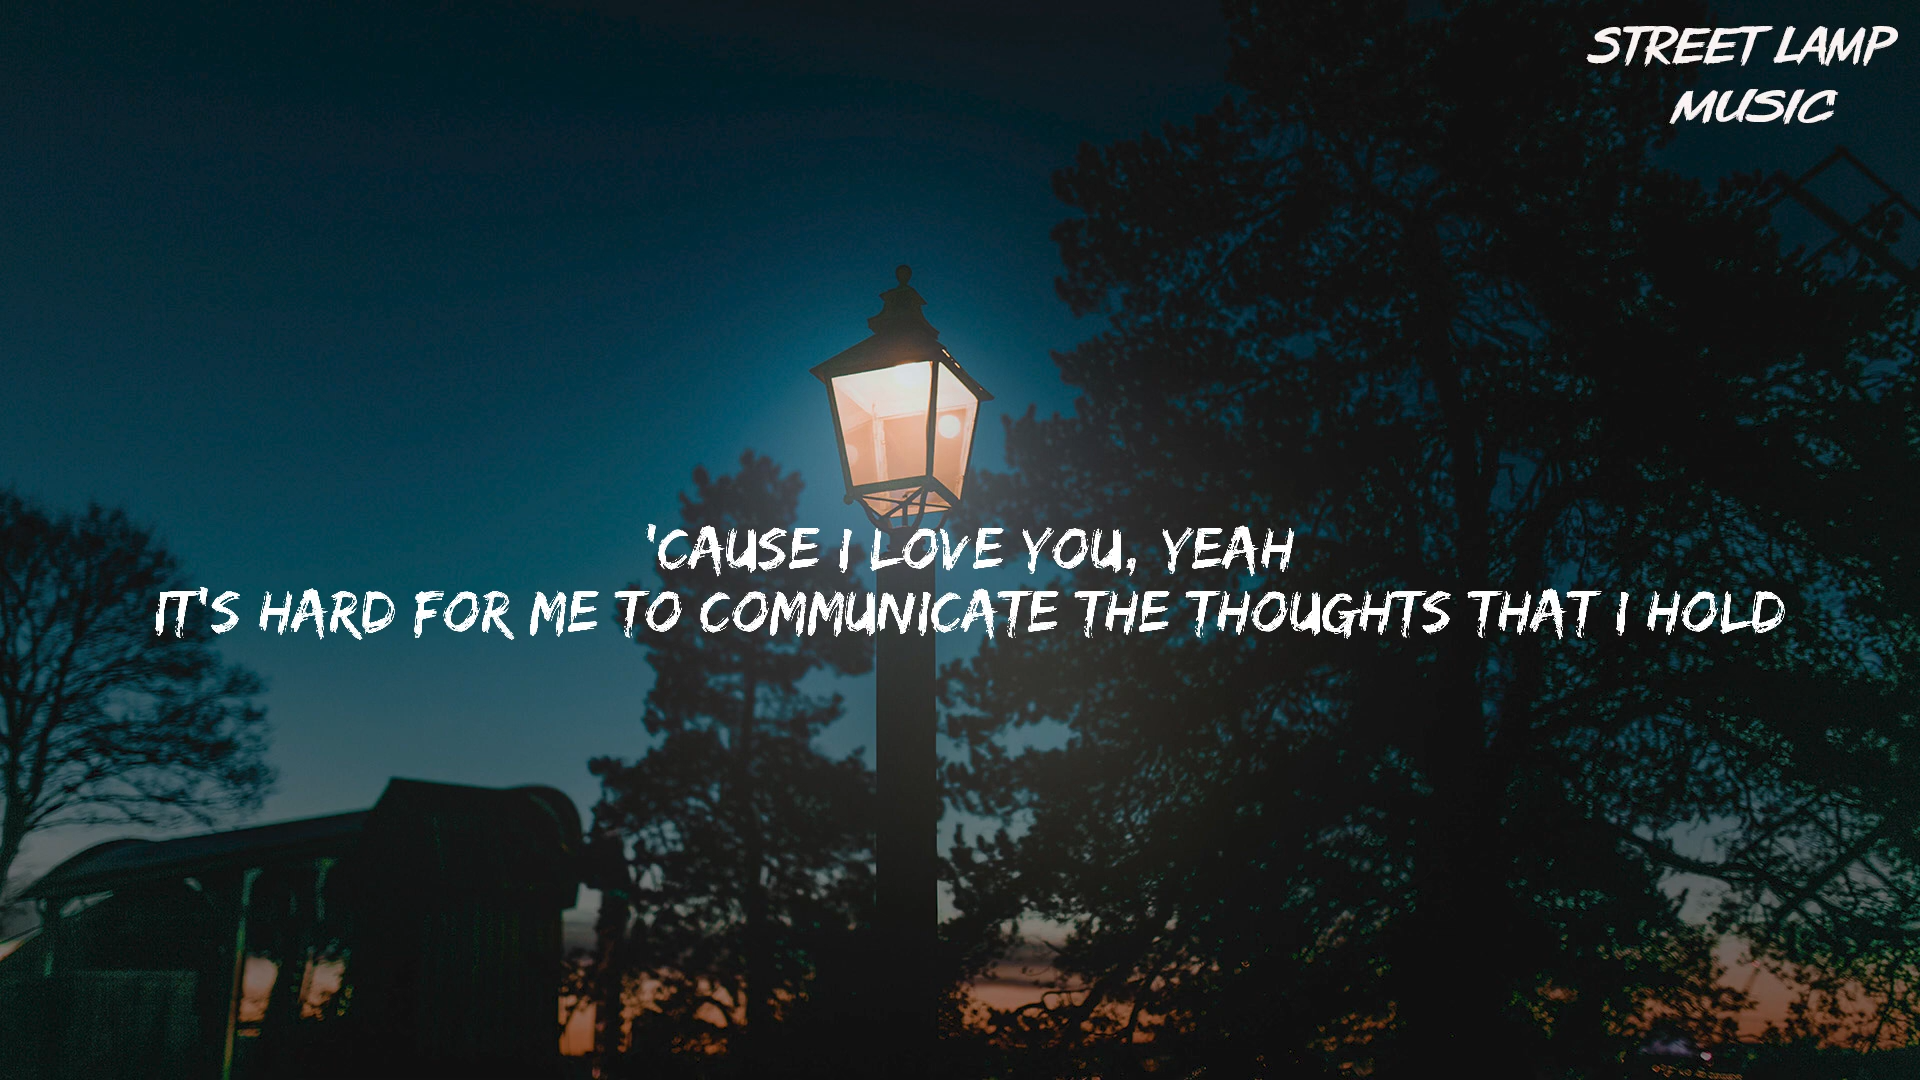 STREET LAMP
MUSIC
'CAUSE I LOVE YOU, YEAH
IT'S HARD FOR ME TO COMMUNICATE THE THOUGHTS THAT I HOLD